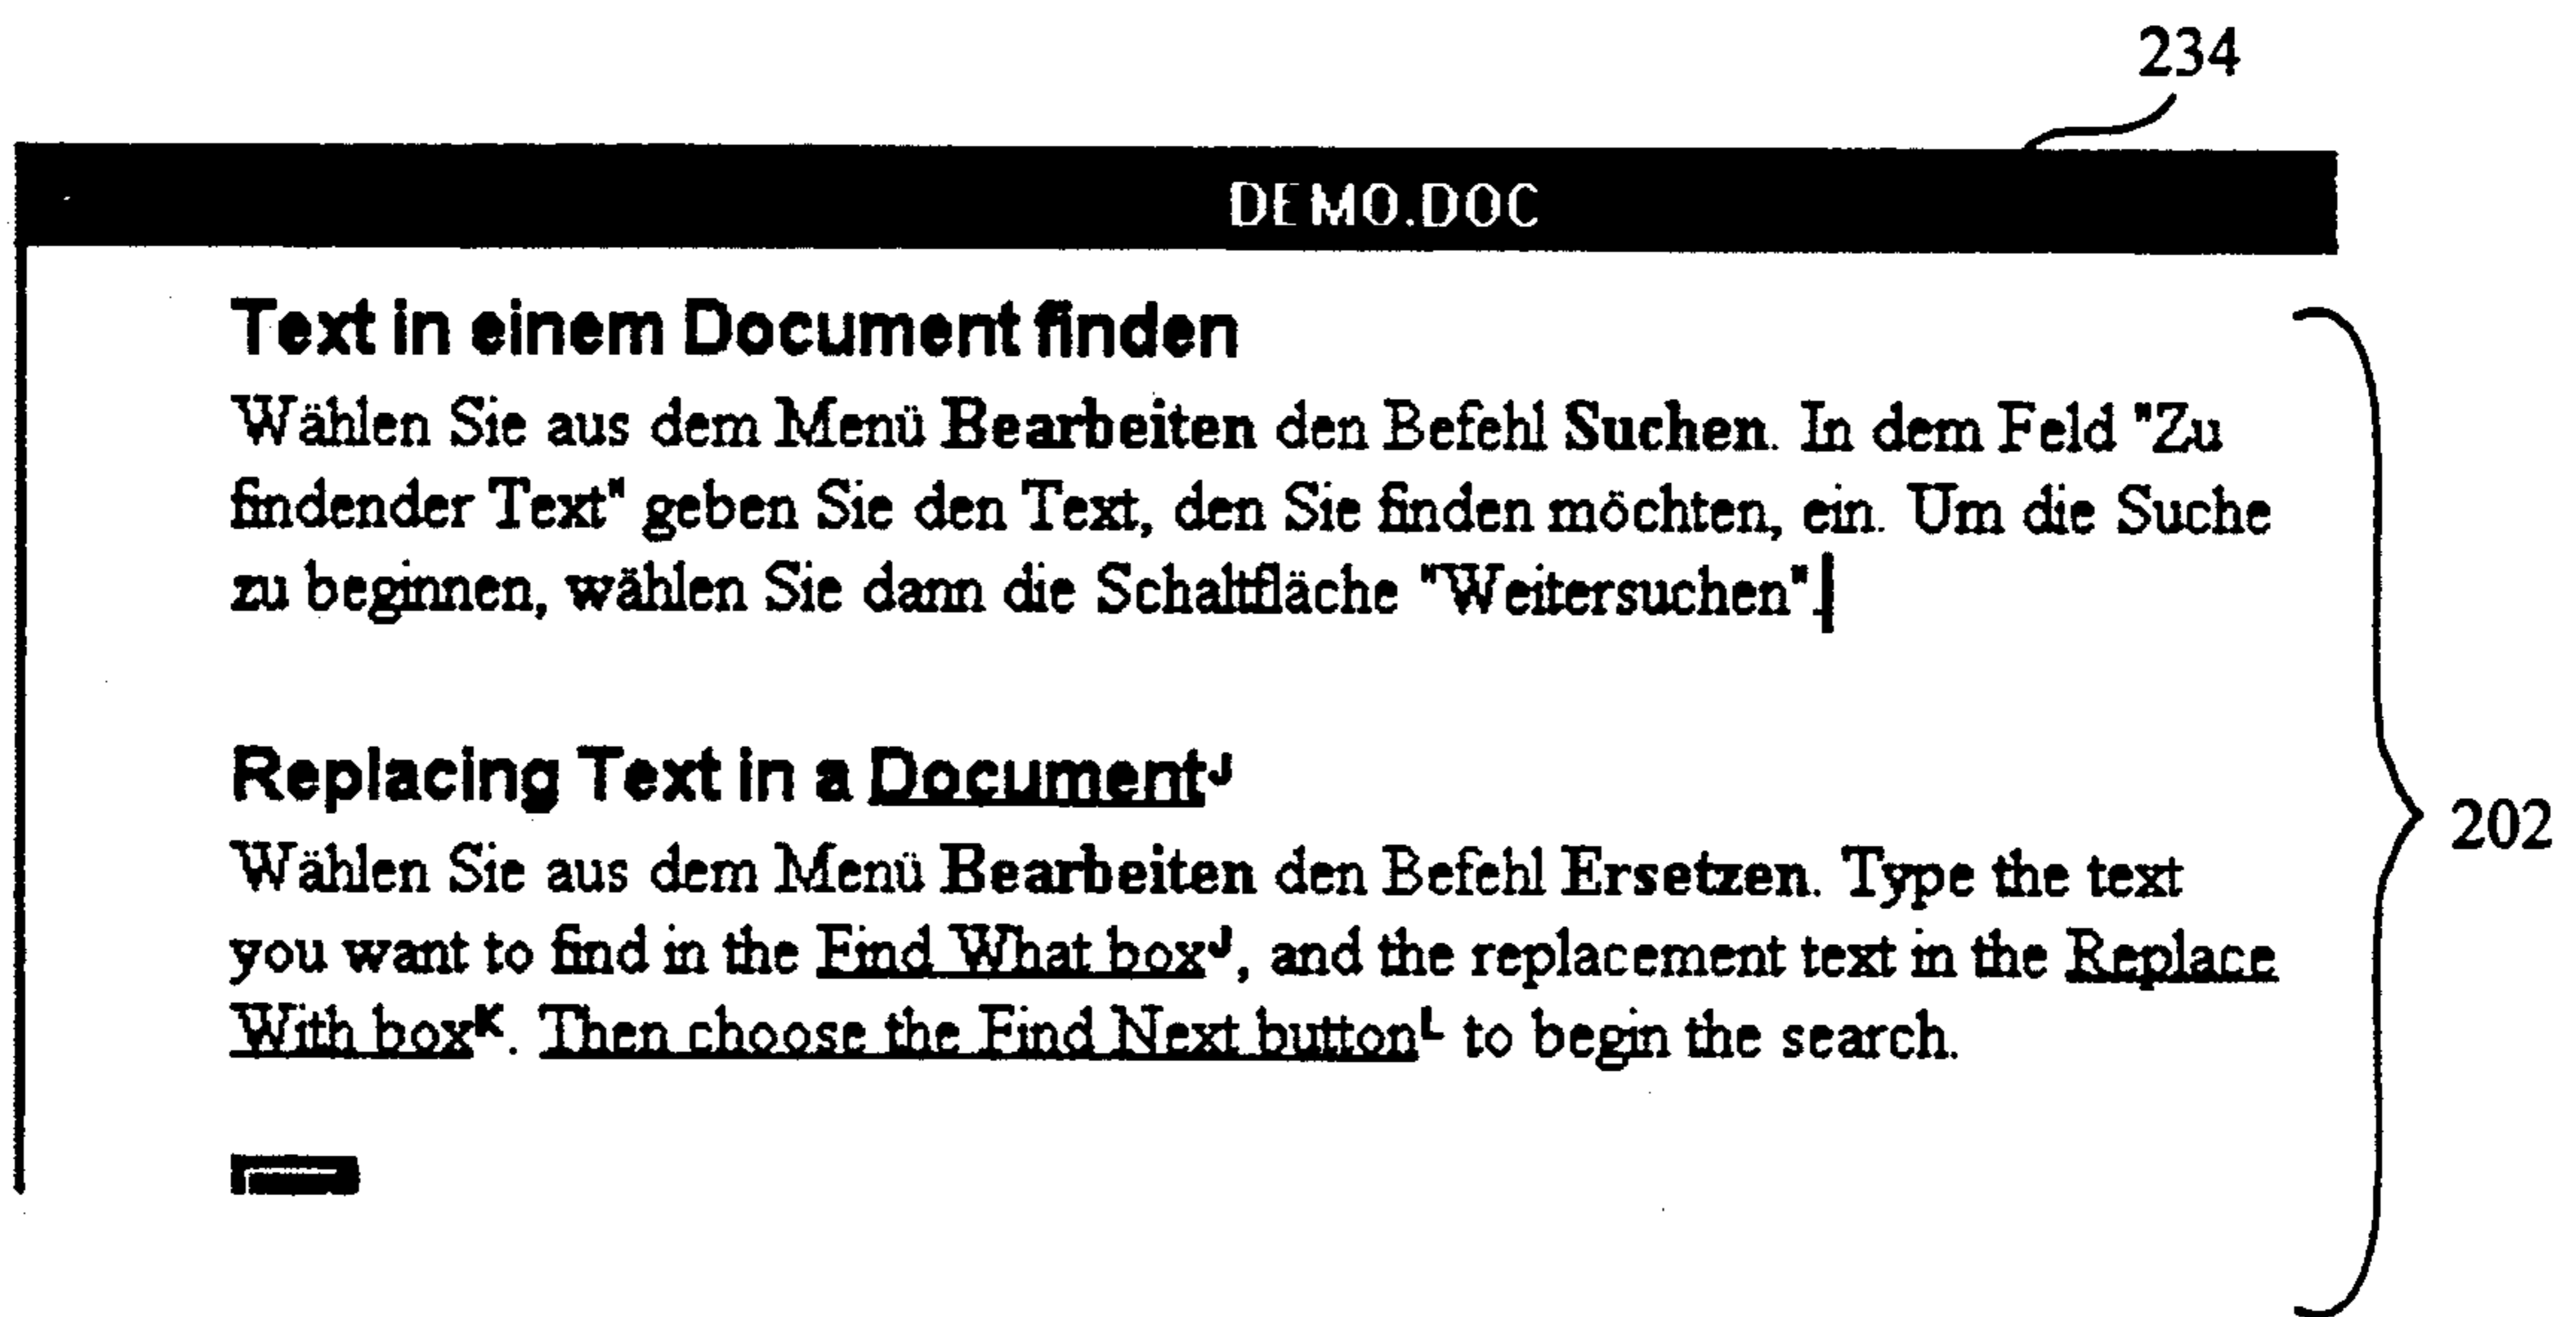 234
DEMO.DOC
Text in einem Document finden
Wählen Sie aus dem Menü Bearbeiten den Befehl Suchen. In dem Feld "Zu
findender Text" geben Sie den Text, den Sie finden möchten, ein. Um die Suche
zu beginnen, wählen Sie dann die Schaltfläche "Weitersuchen".
Replacing Text in a Documentᴶ
202
Wählen Sie aus dem Menü Bearbeiten den Befehl Ersetzen. Type the text
you want to find in the Find What boxᴶ, and the replacement text in the Replace
With boxᴷ. Then choose the Find Next buttonᴸ to begin the search.